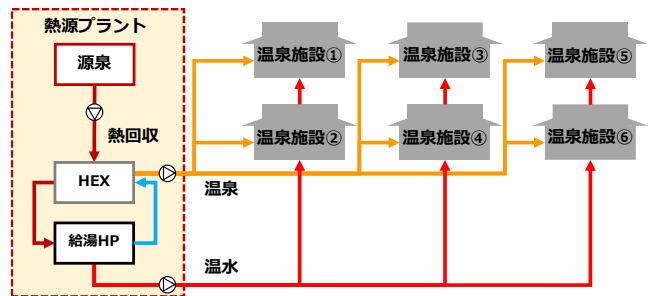 熱源プラント
源泉
熱回収
HEX
給湯HP
温泉
温水
温泉施設①
温泉施設③
温泉施設⑤
温泉施設②
温泉施設④
温泉施設⑥